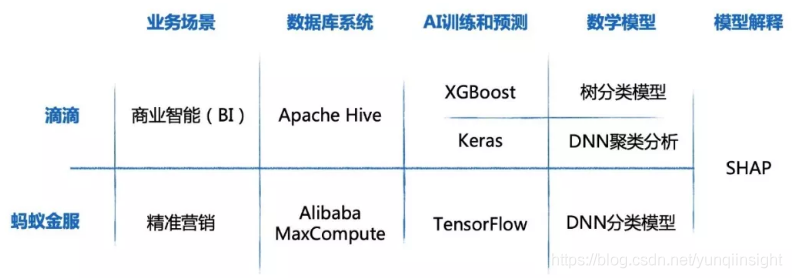 业务场景 数据库系统 AI训练和预测 数学模型 模型解释
XGBoost 树分类模型
滴滴 商业智能（BI） Apache Hive
Keras DNN聚类分析
SHAP
蚂蚁金服 精准营销 Alibaba MaxCompute TensorFlow DNN分类模型
https://blog.csdn.net/yunqiinsight